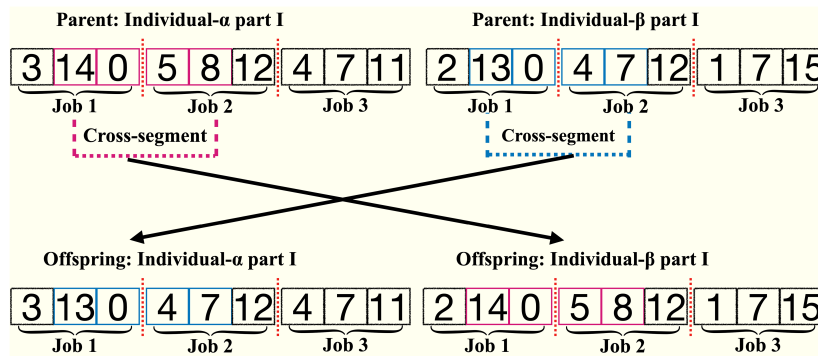 Parent: Individual-α part I
Parent: Individual-β part I
3 14 0 5 8 12 4 7 11
2 13 0 4 7 12 1 7 15
Job 1 Job 2 Job 3
Job 1 Job 2 Job 3
Cross-segment
Cross-segment
Offspring: Individual-α part I
Offspring: Individual-β part I
3 13 0 4 7 12 4 7 11
2 14 0 5 8 12 1 7 15
Job 1 Job 2 Job 3
Job 1 Job 2 Job 3